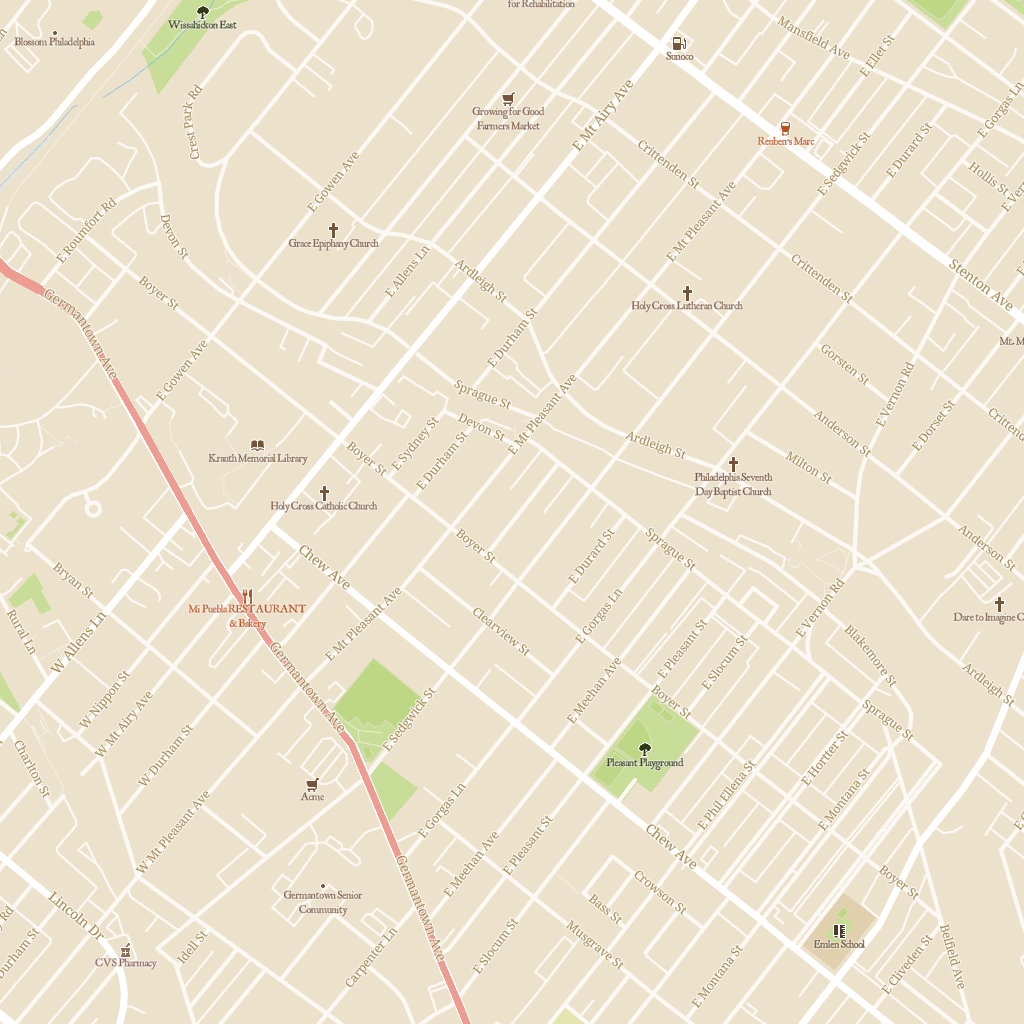 for Rehabilitation
Wissahickon East
Blossom Philadelphia
Mansfield Ave
E Ellet St
Sunoco
Crest Park Rd
Growing for Good
Farmers Market
E Mt Airy Ave
E Gorgas Ln
Reuben's Marc
E Durard St
E Sedgwick St
Crittenden St
E Gowen Ave
Hollis St
E Mt Pleasant Ave
E Roumfort Rd
Devon St
Grace Epiphany Church
E Allens Ln
Ardleigh St
Crittenden St
Stenton Ave
Boyer St
Holy Cross Lutheran Church
Germantown Ave
E Durham St
Mt. M
E Gowen Ave
Gorsten St
E Vernon Rd
Sprague St
E Mt Pleasant Ave
Devon St
E Dorset St
Anderson St
Crittend
Krauth Memorial Library
Boyer St
E Sydney St
E Durham St
Ardleigh St
Milton St
Philadelphia Seventh
Day Baptist Church
Holy Cross Catholic Church
Chew Ave
Boyer St
E Durard St
Sprague St
Anderson St
Bryan St
Mi Puebla RESTAURANT
& Bakery
E Mt Pleasant Ave
Clearview St
E Gorgas Ln
E Vernon Rd
Dare to Imagine C
Rural Ln
W Allens Ln
Germantown Ave
E Pleasant St
E Slocum St
Blakemore St
E Meehan Ave
Ardleigh St
W Nippon St
W Mt Airy Ave
E Sedgwick St
Boyer St
Sprague St
Charlton St
W Durham St
Pleasant Playground
E Hortter St
Acme
E Phil Ellena St
E Montana St
W Mt Pleasant Ave
E Gorgas Ln
E Meehan Ave
E Pleasant St
Chew Ave
Germantown Ave
Germantown Senior
Community
Crowson St
Boyer St
Lincoln Dr
Bass St
Emlen School
Durham St
Idell St
CVS Pharmacy
Carpenter Ln
E Slocum St
Musgrave St
E Montana St
E Cliveden St
Belfield Ave